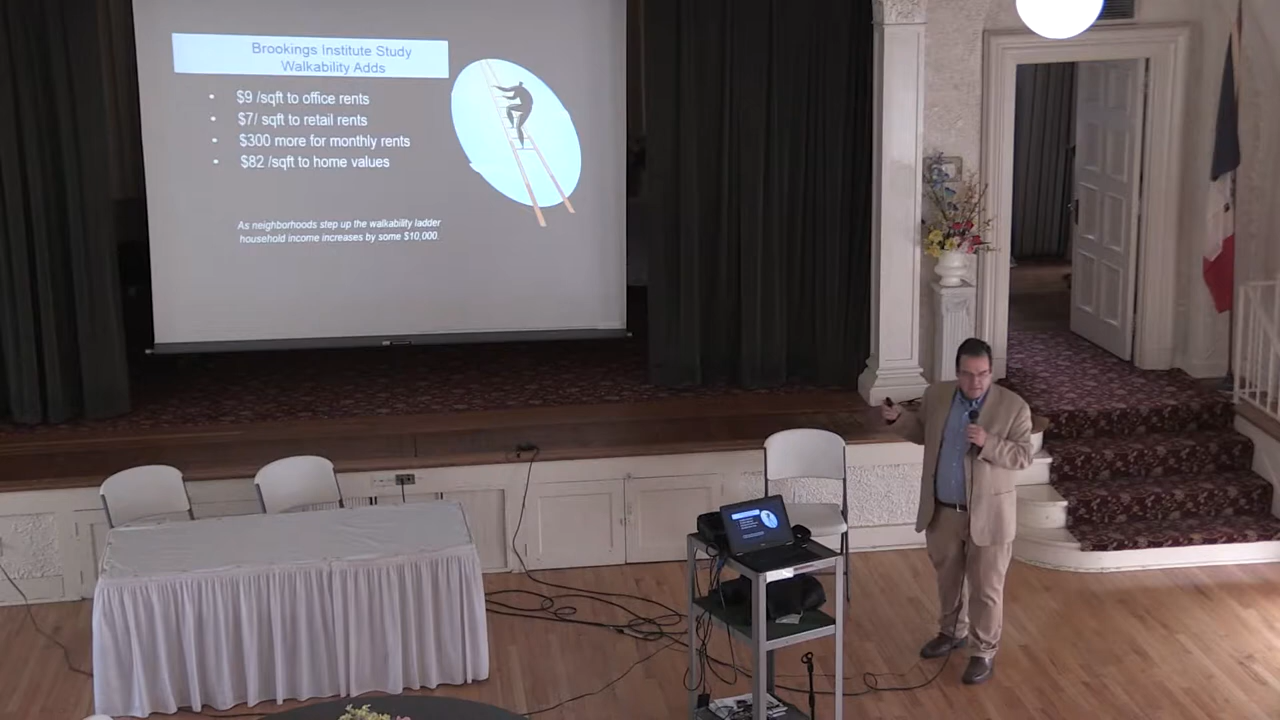 Brookings Institute Study
Walkability Adds
• $9 /sqft to office rents
• $7/ sqft to retail rents
• $300 more for monthly rents
• $82 /sqft to home values
As neighborhoods step up the walkability ladder
household income increases by some $10,000.